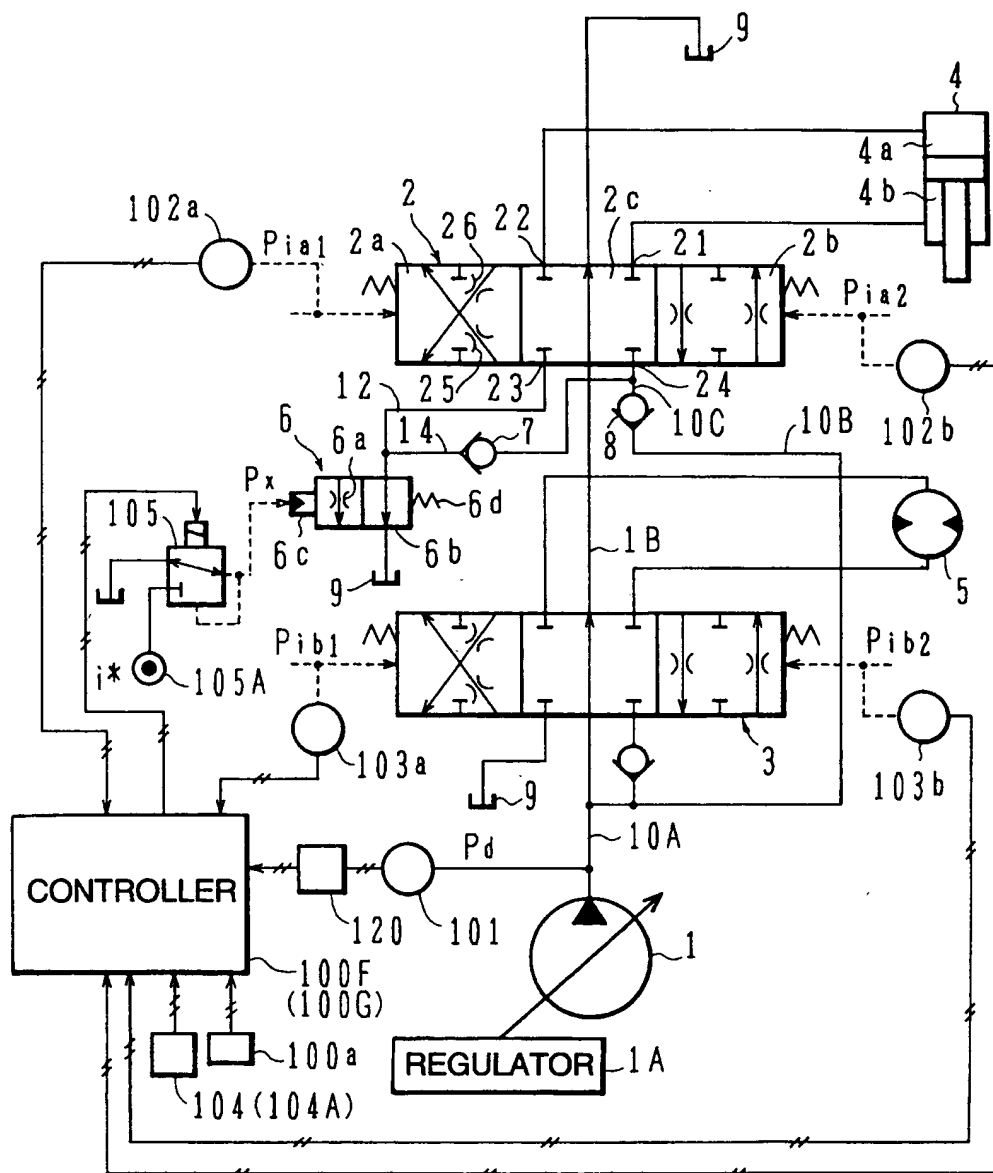 9
4
4a
4b
102a
Pia1
2a
2
26
22
2c
21
2b
Pia2
12
25
23
24
102b
6
6a
14
7
8
10C
10B
105
Px
6c
6d
6b
1B
9
5
i*
105A
Pib1
Pib2
103a
9
3
103b
10A
Pd
CONTROLLER
120
101
1
100F
(100G)
100a
REGULATOR
1A
104(104A)